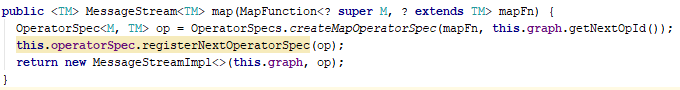 public <TM> MessageStream<TM> map(MapFunction<? super M, ? extends TM> mapFn) {
OperatorSpec<M, TM> op = OperatorSpecs.createMapOperatorSpec(mapFn, this.graph.getNextOpId());
this.operatorSpec.registerNextOperatorSpec(op);
return new MessageStreamImpl<>(this.graph, op);
}